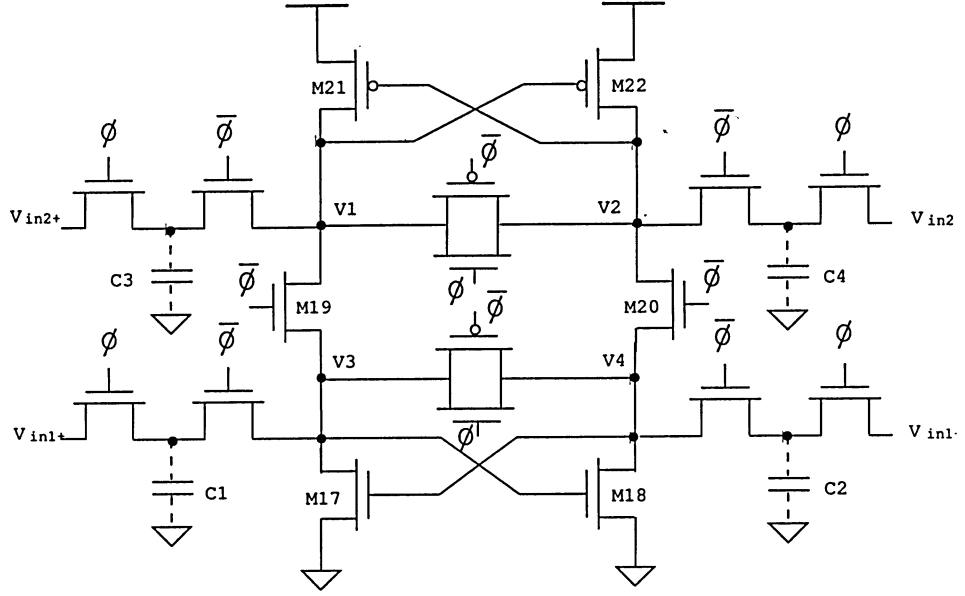 M21 M22
ϕ ϕ̅ ϕ̅ ϕ̅ ϕ
Vin2+ V1 V2 Vin2
C3 ϕ̅ M19 ϕ ϕ̅ M20 ϕ̅ C4
ϕ ϕ̅ V3 V4 ϕ̅ ϕ
Vin1+ ϕ Vin1-
C1 M17 M18 C2